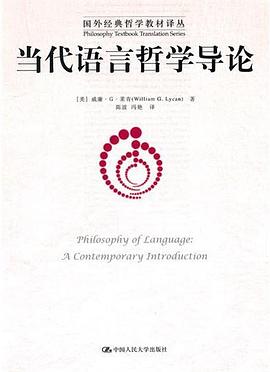 国外经典哲学教材译丛
Philosophy Textbook Translation Series
当代语言哲学导论
[美] 威廉·G·莱肯(William G. Lycan) 著
陈波 冯艳 译
Philosophy of Language:
A Contemporary Introduction
中国人民大学出版社